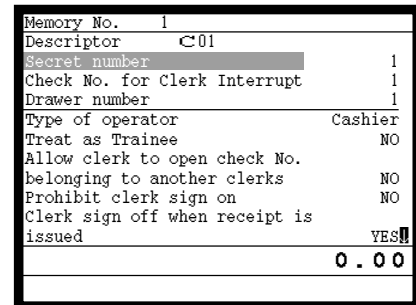 Memory No. 1
Descriptor C01
Secret number 1
Check No. for Clerk Interrupt 1
Drawer number 1
Type of operator Cashier
Treat as Trainee NO
Allow clerk to open check No.
belonging to another clerks NO
Prohibit clerk sign on NO
Clerk sign off when receipt is
issued YES
0.00